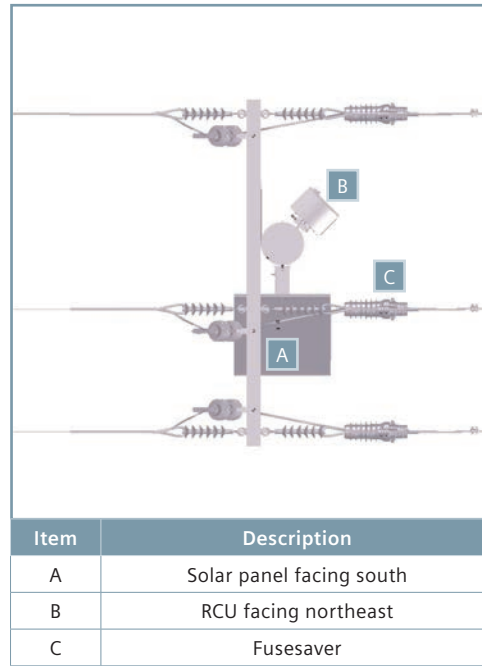 B
C
A
Item Description
A Solar panel facing south
B RCU facing northeast
C Fusesaver